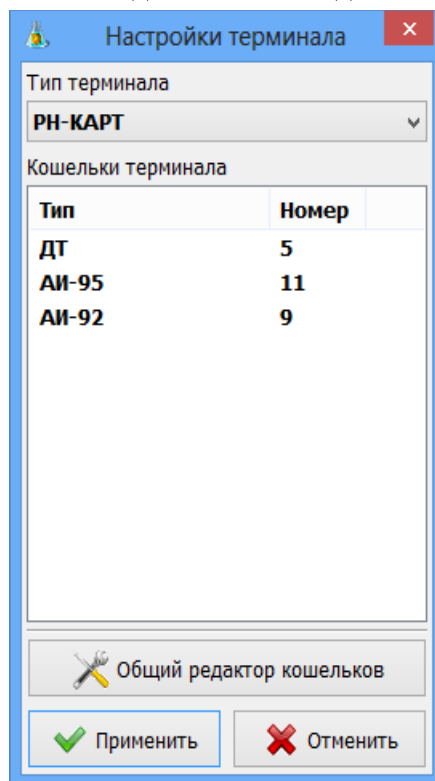 Настройки терминала
Тип терминала
РН-КАРТ
Кошельки терминала
Тип Номер
ДТ 5
АИ-95 11
АИ-92 9
Общий редактор кошельков
Применить Отменить